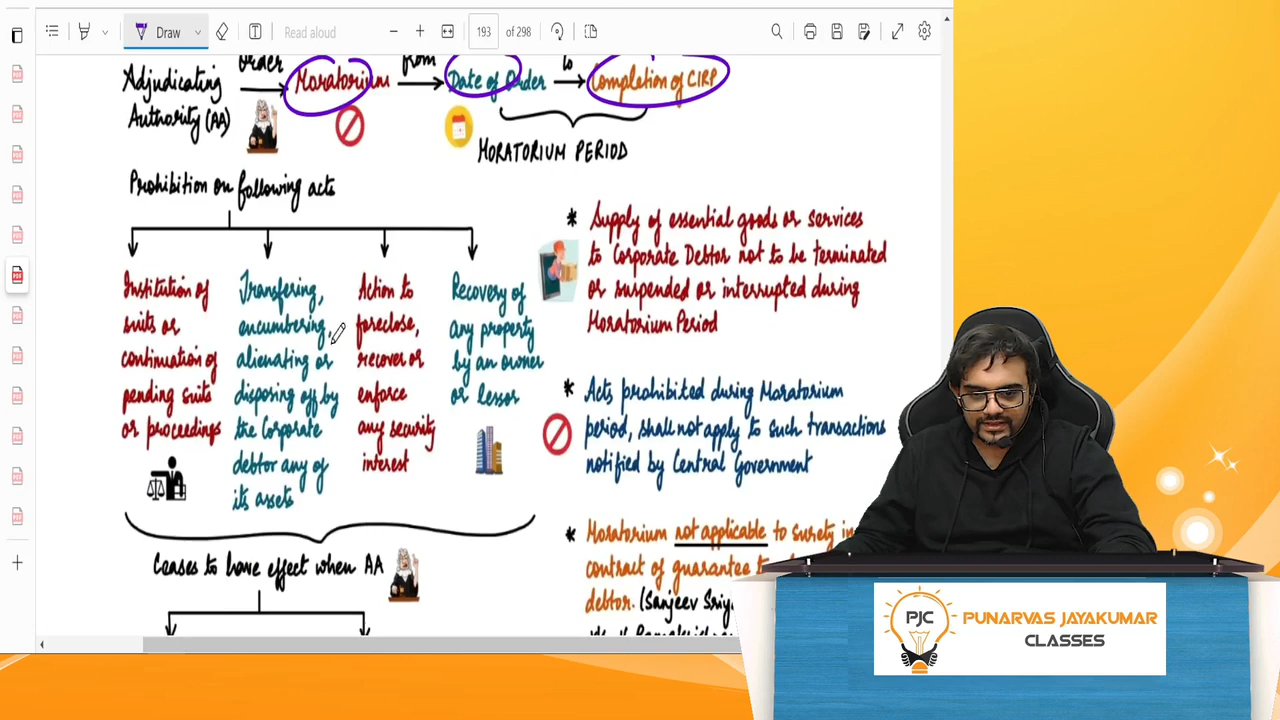 Draw
Read aloud
193 of 298
order from to
Adjudicating Moratorium Date of Order Completion of CIRP
Authority (AA)
MORATORIUM PERIOD
Prohibition on following acts
Institution of
suits or
continuation of
pending suits
or proceedings
Transfering,
encumbering,
alienating or
disposing off by
the Corporate
debtor any of
its assets
Action to
foreclose,
recover or
enforce
any security
interest
Recovery of
any property
by an owner
or lessor
Ceases to have effect when AA
* Supply of essential goods or services
to Corporate Debtor not to be terminated
or suspended or interrupted during
Moratorium Period
* Acts prohibited during Moratorium
period, shall not apply to such transactions
notified by Central Government
* Moratorium not applicable to surety in
contract of guarantee
debtor. (Sanjeev
PJC
PUNARVAS JAYAKUMAR
CLASSES